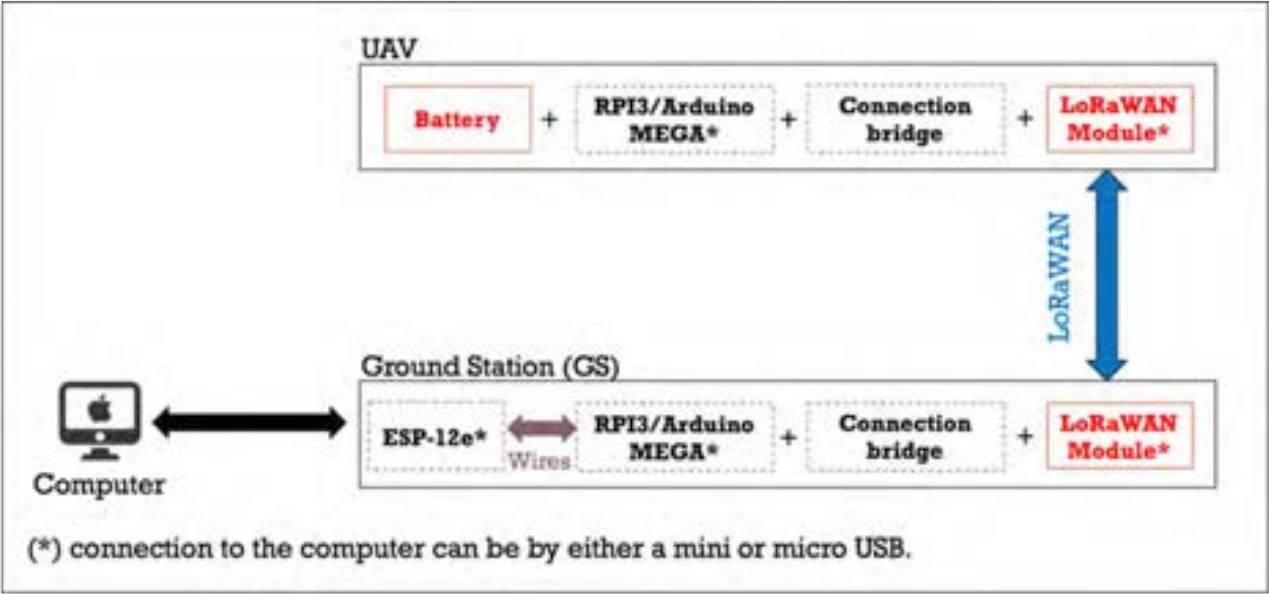 UAV
Battery + RPI3/Arduino MEGA* + Connection bridge + LoRaWAN Module*
LoRaWAN
Ground Station (GS)
ESP-12e* Wires RPI3/Arduino MEGA* + Connection bridge + LoRaWAN Module*
Computer
(*) connection to the computer can be by either a mini or micro USB.